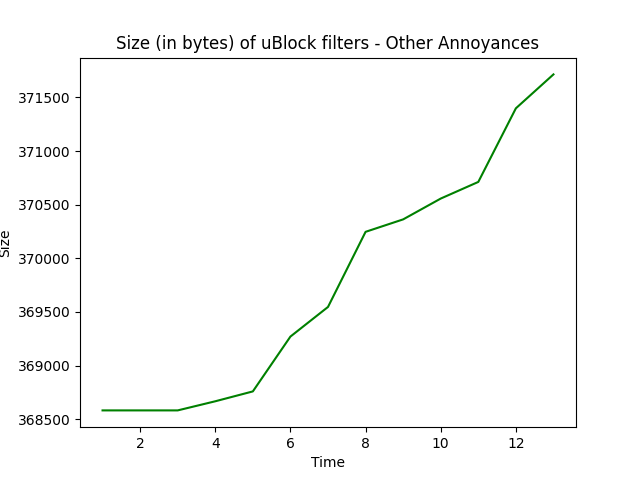 Size (in bytes) of uBlock filters - Other Annoyances
371500
371000
370500
370000
369500
369000
368500
Size
2 4 6 8 10 12
Time